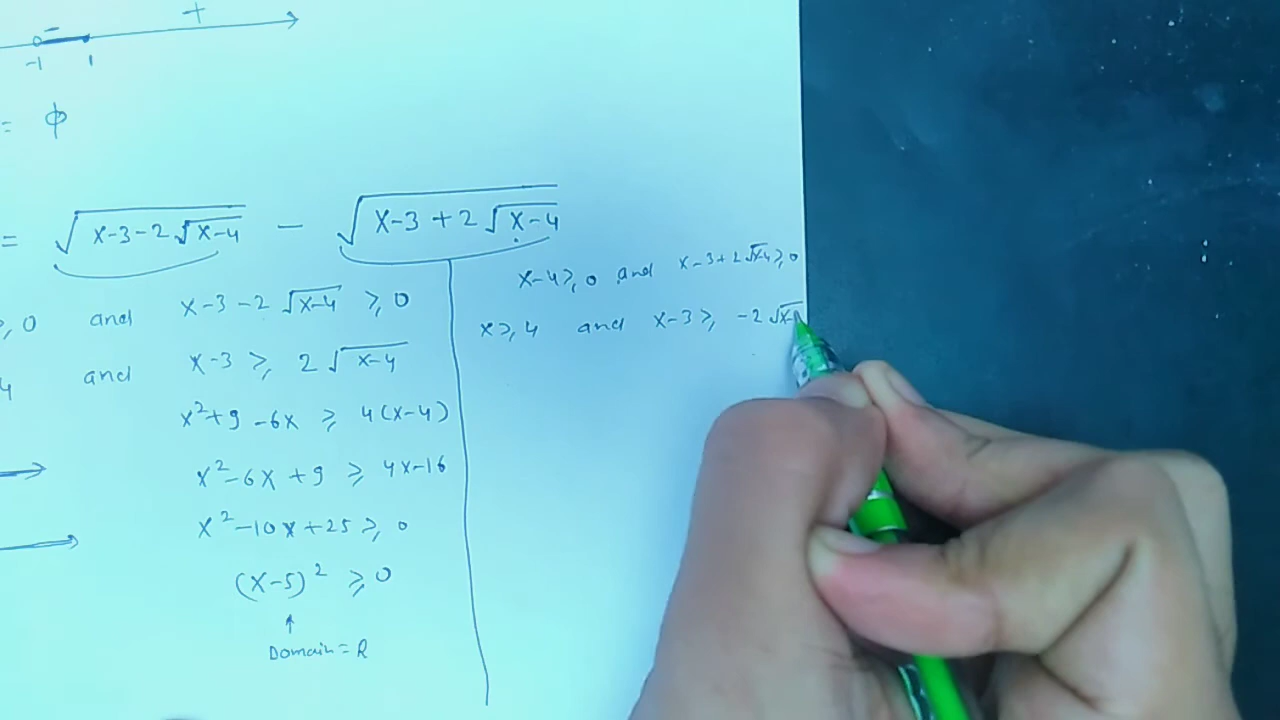 − +
-1 1
= ϕ
= √(x-3-2√(x-4)) − √(x-3+2√(x-4))
≥, 0 and x-3-2√(x-4) ≥, 0
4 and x-3 ≥, 2√(x-4)
x²+9-6x ≥ 4(x-4)
x²-6x+9 ≥ 4x-16
x²-10x+25 ≥, 0
(x-5)² ≥, 0
↑
Domain = R
x-4 ≥, 0 and x-3+2√x-4 ≥, 0
x ≥, 4 and x-3 ≥, -2√x-